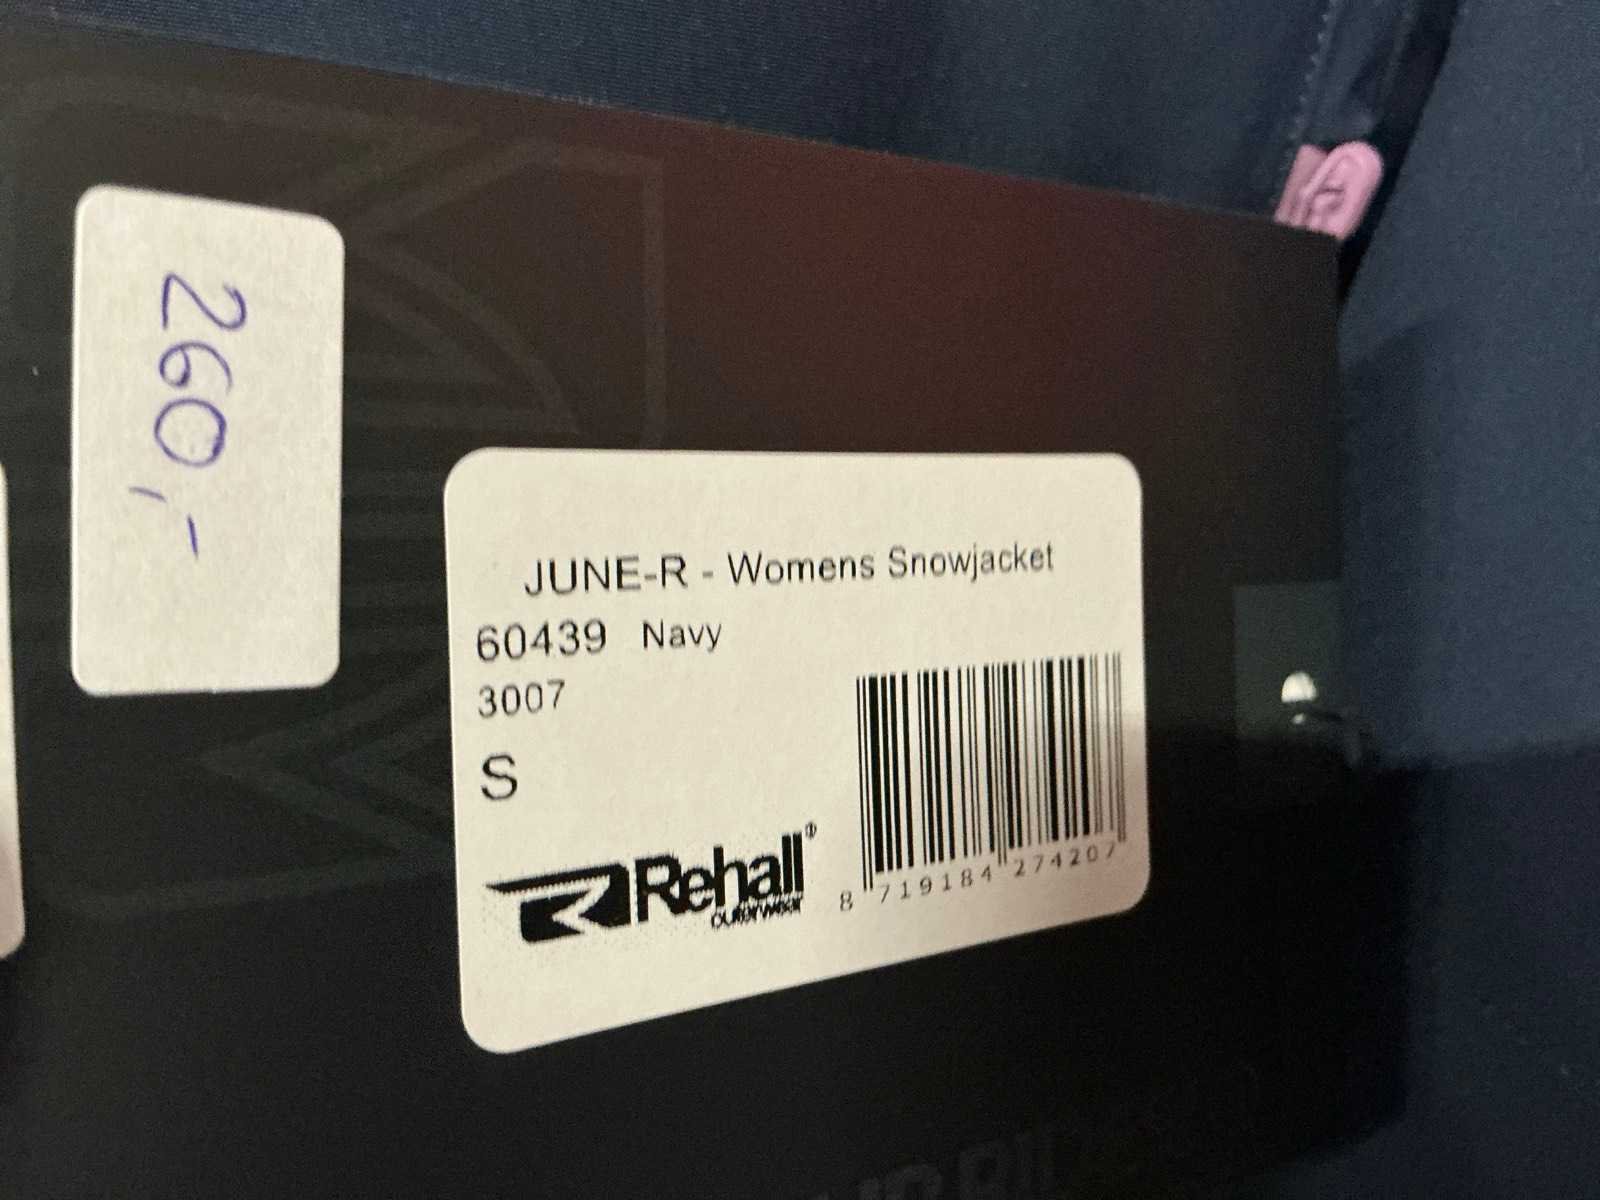 260,-
JUNE-R - Womens Snowjacket
60439 Navy
3007
S
Rehall®
outerwear
8 719184 274207